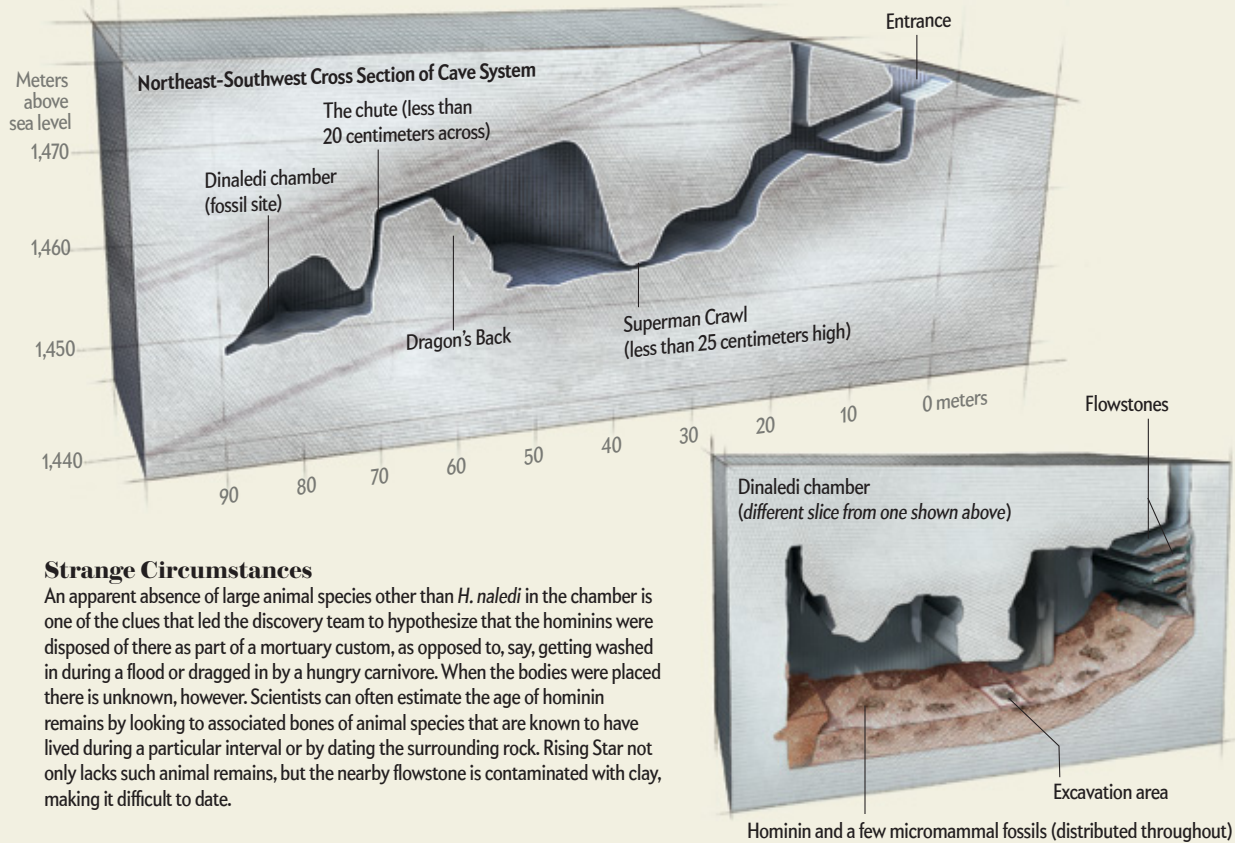 Entrance
Meters
above
sea level
Northeast-Southwest Cross Section of Cave System
The chute (less than
20 centimeters across)
1,470
Dinaledi chamber
(fossil site)
1,460
Superman Crawl
(less than 25 centimeters high)
Dragon's Back
1,450
1,440
90
80
70
60
50
40
30
20
10
0 meters
Flowstones
Dinaledi chamber
(different slice from one shown above)
Strange Circumstances
An apparent absence of large animal species other than H. naledi in the chamber is
one of the clues that led the discovery team to hypothesize that the hominins were
disposed of there as part of a mortuary custom, as opposed to, say, getting washed
in during a flood or dragged in by a hungry carnivore. When the bodies were placed
there is unknown, however. Scientists can often estimate the age of hominin
remains by looking to associated bones of animal species that are known to have
lived during a particular interval or by dating the surrounding rock. Rising Star not
only lacks such animal remains, but the nearby flowstone is contaminated with clay,
making it difficult to date.
Excavation area
Hominin and a few micromammal fossils (distributed throughout)